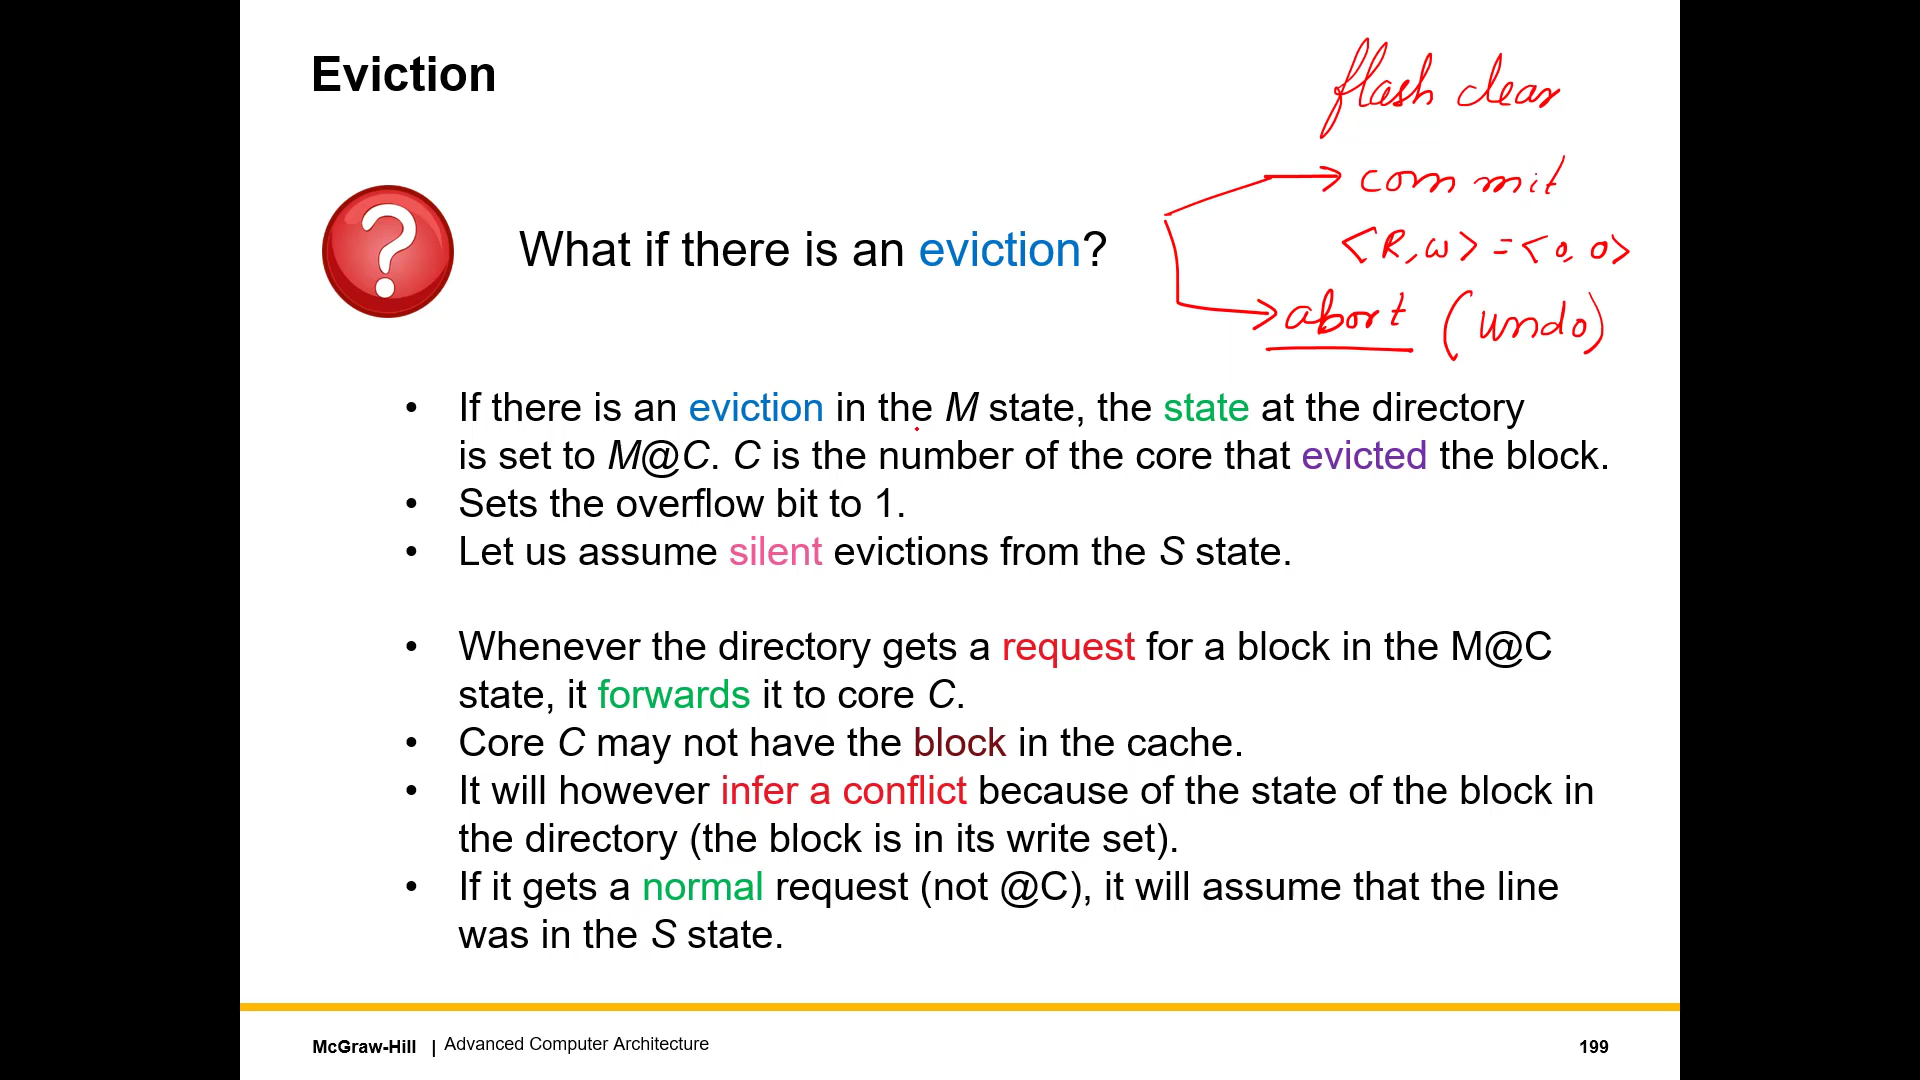 Eviction
flash clear
commit
What if there is an eviction?
<R, W> = <0, 0>
abort (undo)
• If there is an eviction in the M state, the state at the directory
is set to M@C. C is the number of the core that evicted the block.
• Sets the overflow bit to 1.
• Let us assume silent evictions from the S state.
• Whenever the directory gets a request for a block in the M@C
state, it forwards it to core C.
• Core C may not have the block in the cache.
• It will however infer a conflict because of the state of the block in
the directory (the block is in its write set).
• If it gets a normal request (not @C), it will assume that the line
was in the S state.
McGraw-Hill | Advanced Computer Architecture
199